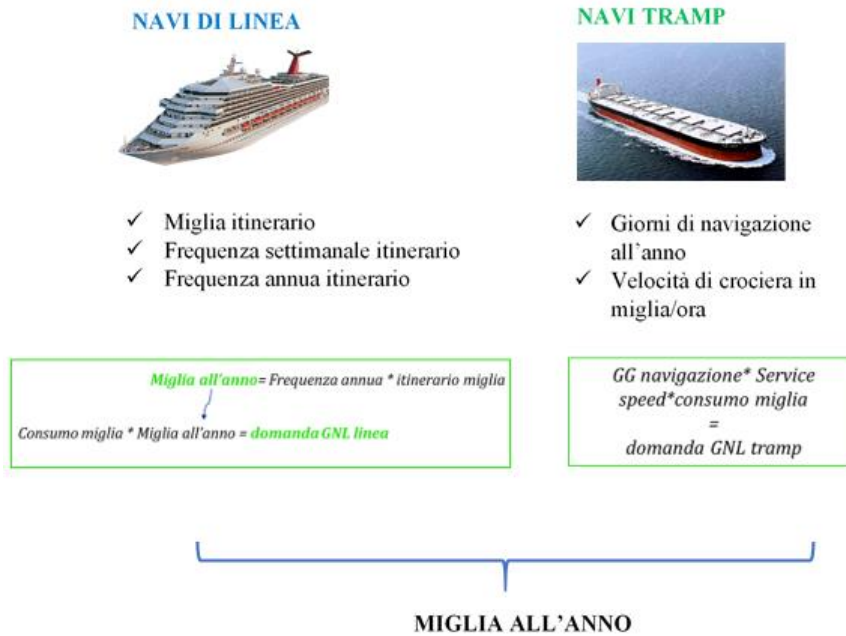 NAVI DI LINEA
✓ Miglia itinerario
✓ Frequenza settimanale itinerario
✓ Frequenza annua itinerario
Miglia all'anno= Frequenza annua * itinerario miglia
Consumo miglia * Miglia all'anno = domanda GNL linea
NAVI TRAMP
✓ Giorni di navigazione
all'anno
✓ Velocità di crociera in
miglia/ora
GG navigazione* Service
speed*consumo miglia
=
domanda GNL tramp
MIGLIA ALL'ANNO